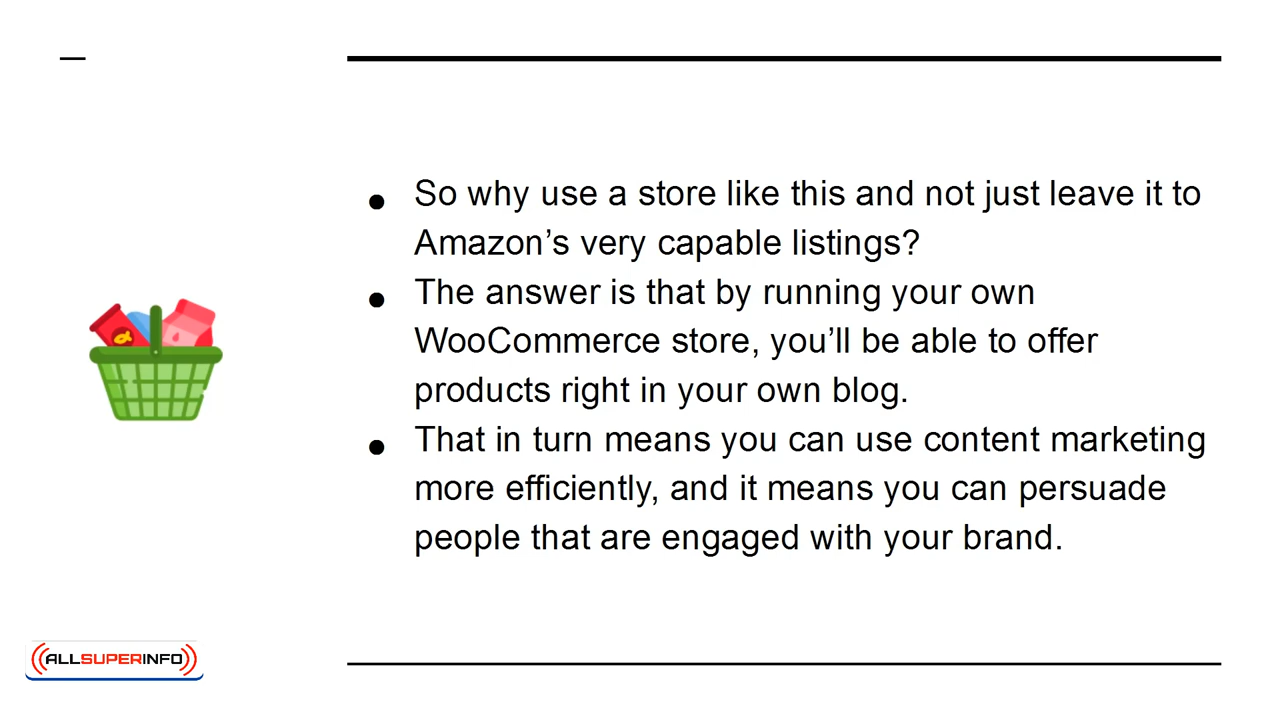 ● So why use a store like this and not just leave it to
Amazon’s very capable listings?
● The answer is that by running your own
WooCommerce store, you’ll be able to offer
products right in your own blog.
● That in turn means you can use content marketing
more efficiently, and it means you can persuade
people that are engaged with your brand.
ALLSUPERINFO